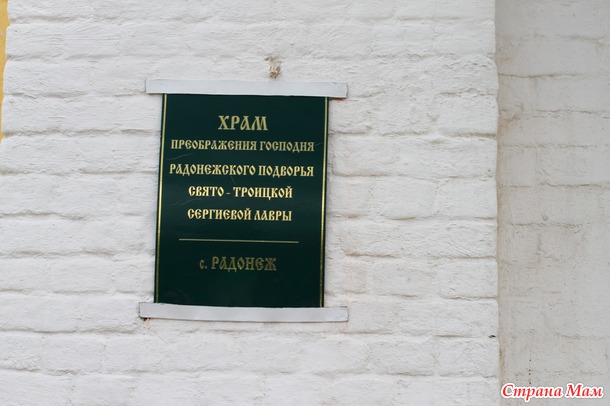 ХРАМ
ПРЕОБРАЖЕНИЯ ГОСПОДНЯ
РАДОНЕЖСКОГО ПОДВОРЬЯ
СВЯТО - ТРОИЦКОЙ
СЕРГИЕВОЙ ЛАВРЫ
с. РАДОНЕЖ
Страна Мам